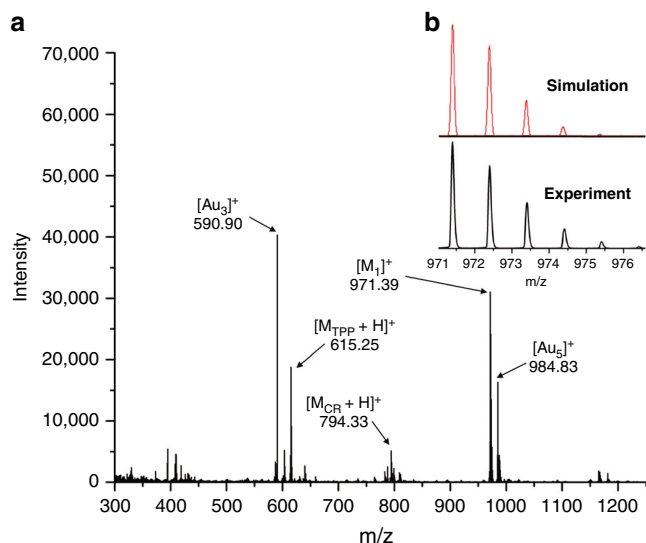 a
b
70,000
60,000
50,000
40,000
30,000
20,000
10,000
0
Intensity
300 400 500 600 700 800 900 1000 1100 1200
m/z
[Au₃]⁺
590.90
[M_TPP + H]⁺
615.25
[M_CR + H]⁺
794.33
[M₁]⁺
971.39
[Au₅]⁺
984.83
Simulation
Experiment
971 972 973 974 975 976
m/z